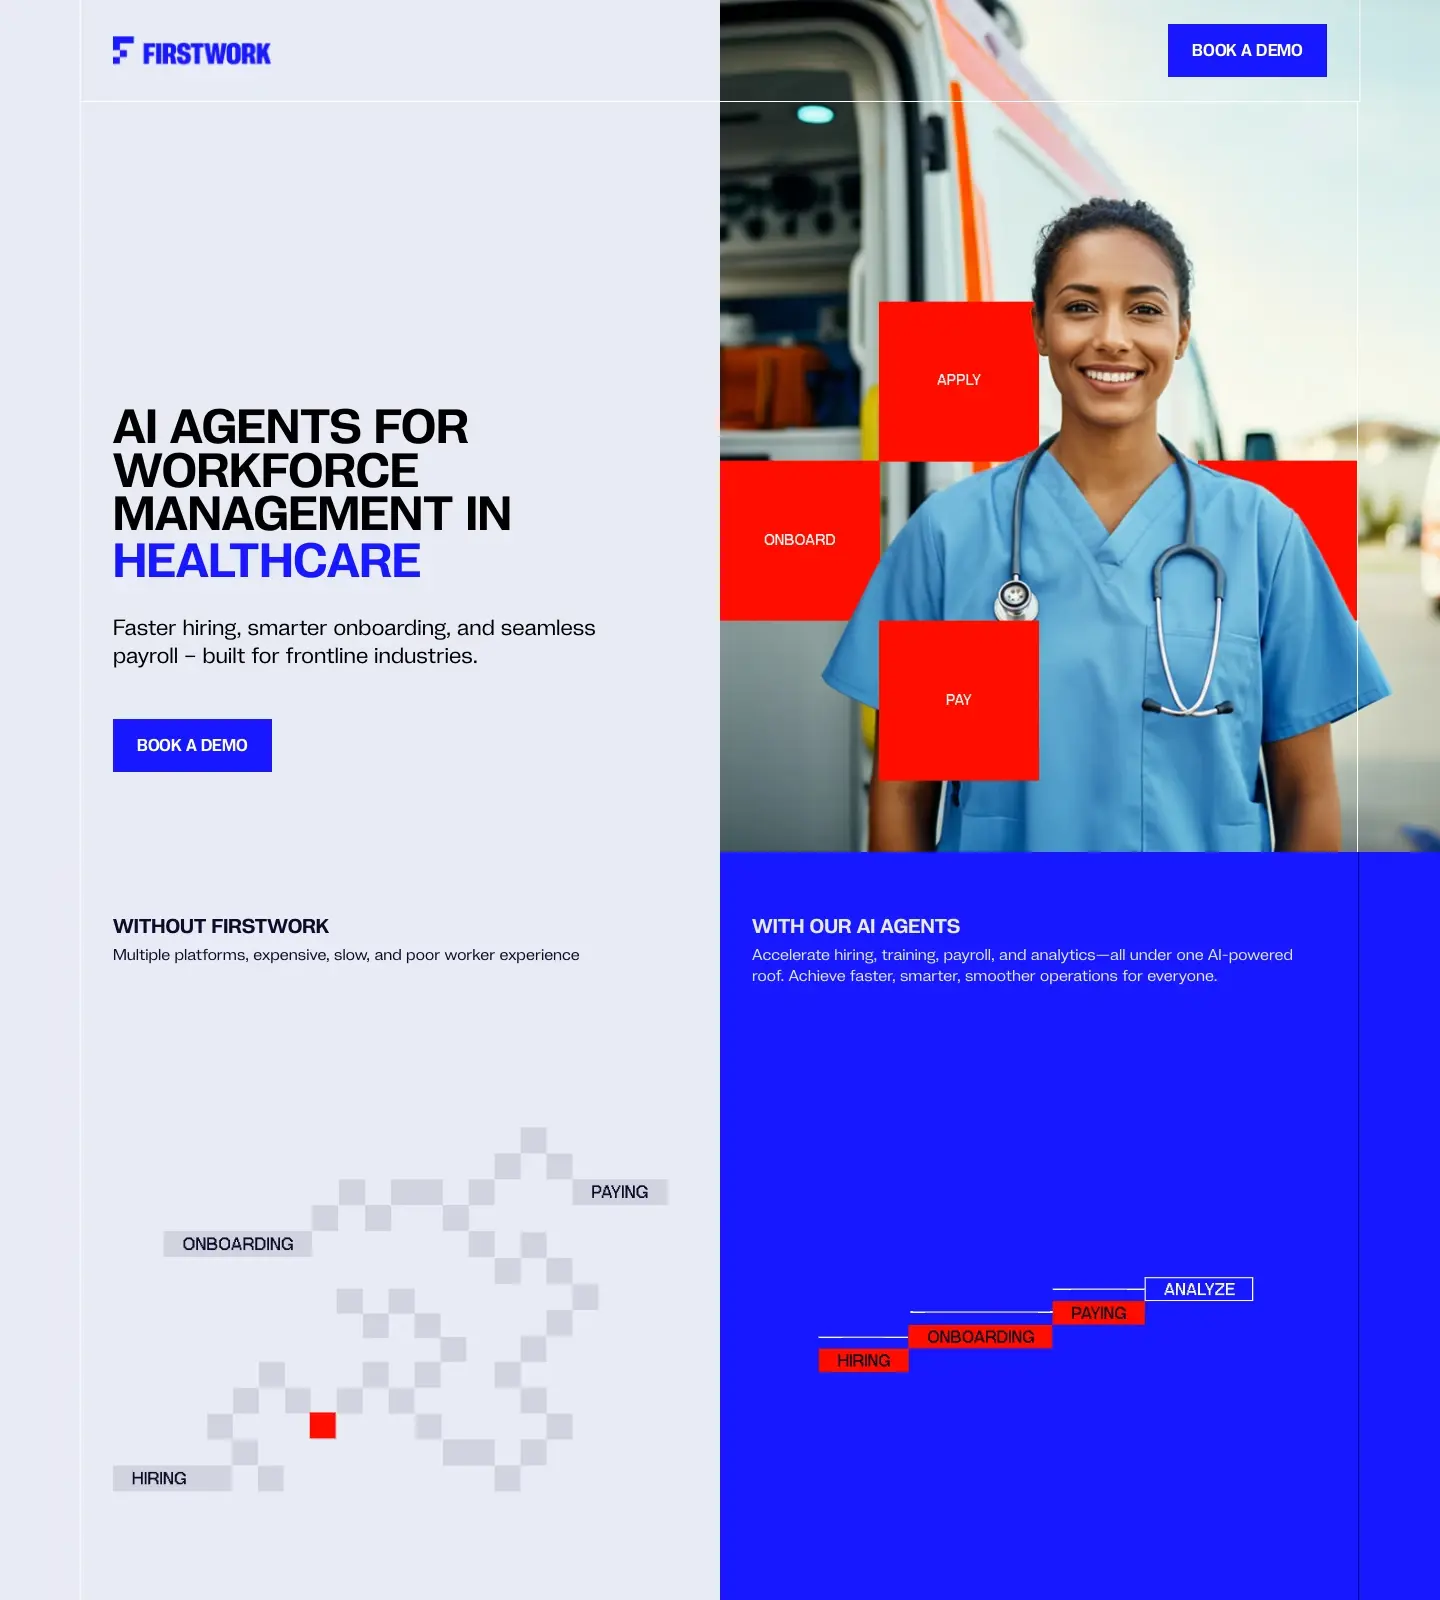 FIRSTWORK
BOOK A DEMO
AI AGENTS FOR
WORKFORCE
MANAGEMENT IN
HEALTHCARE
Faster hiring, smarter onboarding, and seamless
payroll – built for frontline industries.
BOOK A DEMO
APPLY
ONBOARD
PAY
WITHOUT FIRSTWORK
Multiple platforms, expensive, slow, and poor worker experience
PAYING
ONBOARDING
HIRING
WITH OUR AI AGENTS
Accelerate hiring, training, payroll, and analytics—all under one AI-powered
roof. Achieve faster, smarter, smoother operations for everyone.
ANALYZE
PAYING
ONBOARDING
HIRING